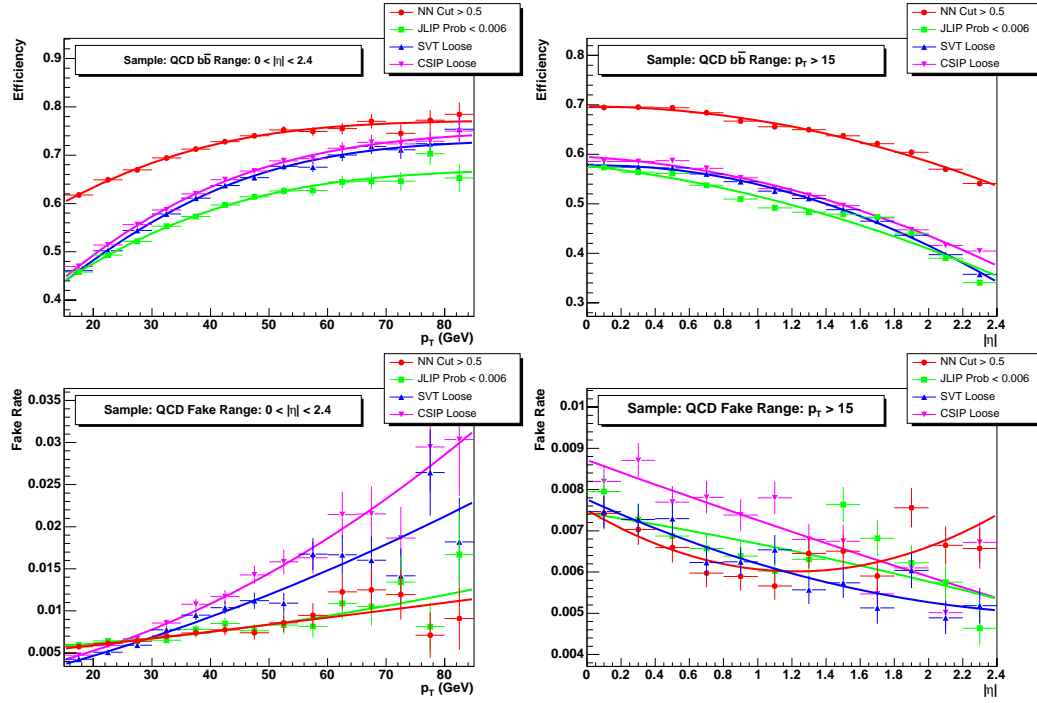 NN Cut > 0.5
JLIP Prob < 0.006
SVT Loose
CSIP Loose
Sample: QCD bb̄ Range: 0 < |η| < 2.4
Efficiency
0.9
0.8
0.7
0.6
0.5
0.4
20 30 40 50 60 70 80
p_T (GeV)
NN Cut > 0.5
JLIP Prob < 0.006
SVT Loose
CSIP Loose
Sample: QCD bb̄ Range: p_T > 15
Efficiency
0.8
0.7
0.6
0.5
0.4
0.3
0 0.2 0.4 0.6 0.8 1 1.2 1.4 1.6 1.8 2 2.2 2.4
|η|
NN Cut > 0.5
JLIP Prob < 0.006
SVT Loose
CSIP Loose
Sample: QCD Fake Range: 0 < |η| < 2.4
Fake Rate
0.035
0.03
0.025
0.02
0.015
0.01
0.005
20 30 40 50 60 70 80
p_T (GeV)
NN Cut > 0.5
JLIP Prob < 0.006
SVT Loose
CSIP Loose
Sample: QCD Fake Range: p_T > 15
Fake Rate
0.01
0.009
0.008
0.007
0.006
0.005
0.004
0 0.2 0.4 0.6 0.8 1 1.2 1.4 1.6 1.8 2 2.2 2.4
|η|